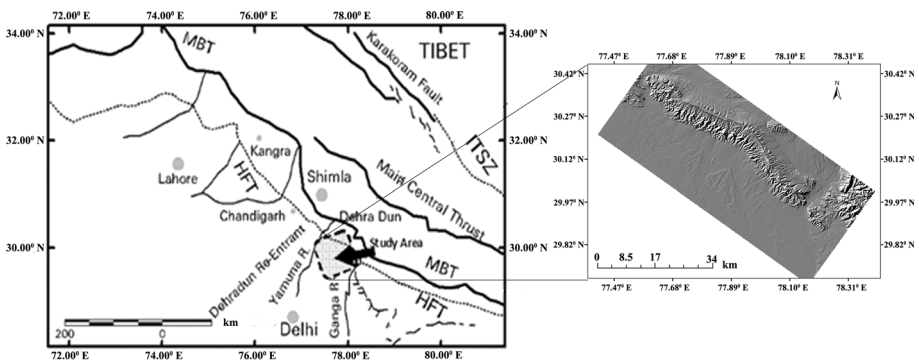 72.00° E 74.00° E 76.00° E 78.00° E 80.00° E
34.00° N
32.00° N
30.00° N
MBT
Karakoram Fault
TIBET
ITSZ
Kangra
Lahore
HFT
Shimla
Main Central Thrust
Chandigarh
Dehra Dun
Study Area
Dehradun Re-Entrant
Yamuna R.
Ganga R
MBT
HFT
Delhi
200 0 km
34.00° N
32.00° N
30.00° N
72.00° E 74.00° E 76.00° E 78.00° E 80.00° E
77.47° E 77.68° E 77.89° E 78.10° E 78.31° E
30.42° N
30.27° N
30.12° N
29.97° N
29.82° N
N
0 8.5 17 34
km
30.42° N
30.27° N
30.12° N
29.97° N
29.82° N
77.47° E 77.68° E 77.89° E 78.10° E 78.31° E